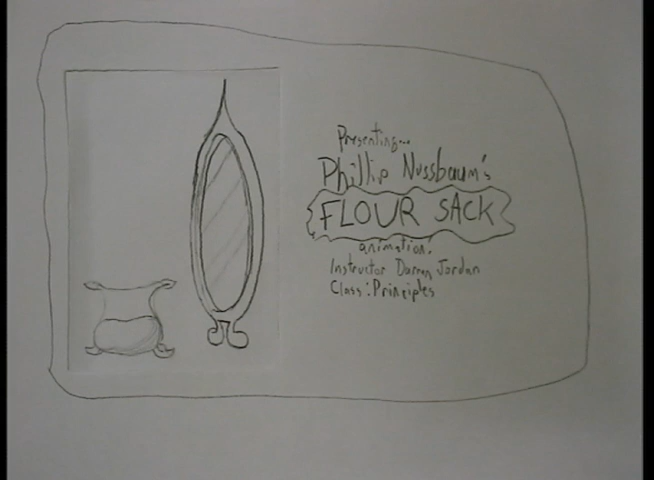 Presenting...
Phillip Nussbaum's
FLOUR SACK
animation!
Instructor Darren Jordan
Class: Principles